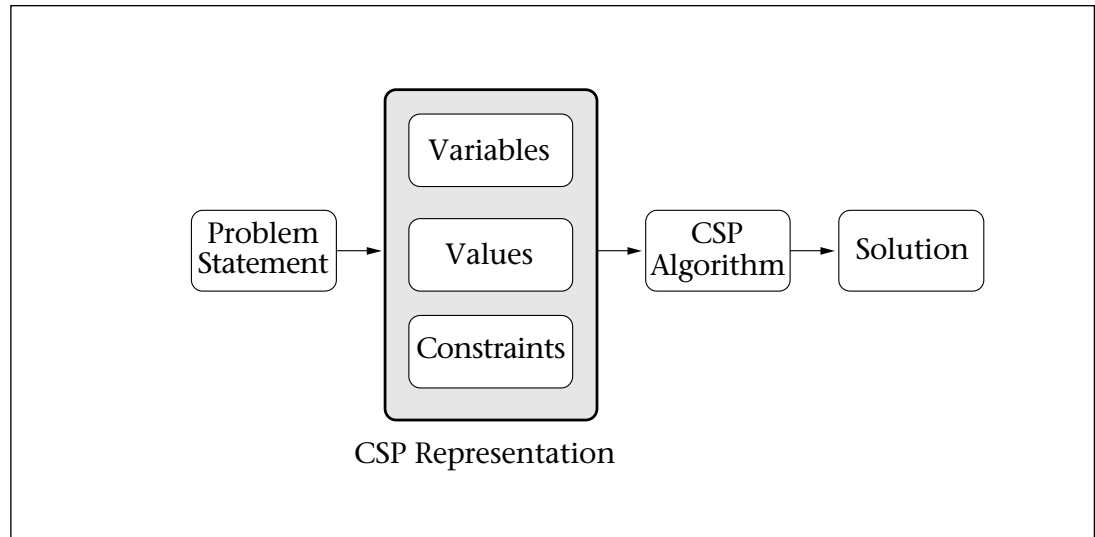 Problem
Statement
Variables
Values
Constraints
CSP Representation
CSP
Algorithm
Solution